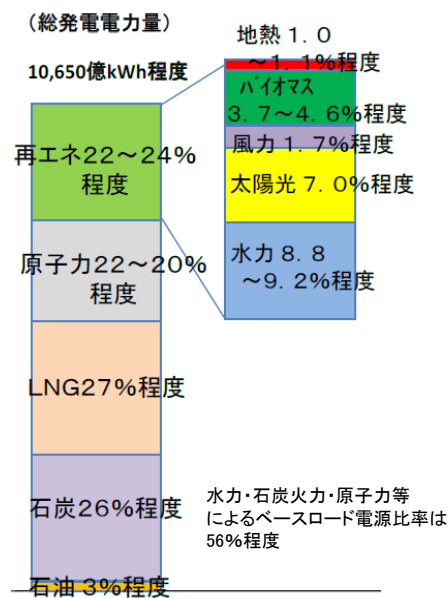 （総発電電力量）
10,650億kWh程度
再エネ22～24%
程度
原子力22～20%
程度
LNG27%程度
石炭26%程度
石油 3%程度
地熱 1．0
～1．1%程度
バイオマス
3．7～4．6%程度
風力 1．7%程度
太陽光 7．0%程度
水力 8．8
～9．2%程度
水力・石炭火力・原子力等
によるベースロード電源比率は
56%程度